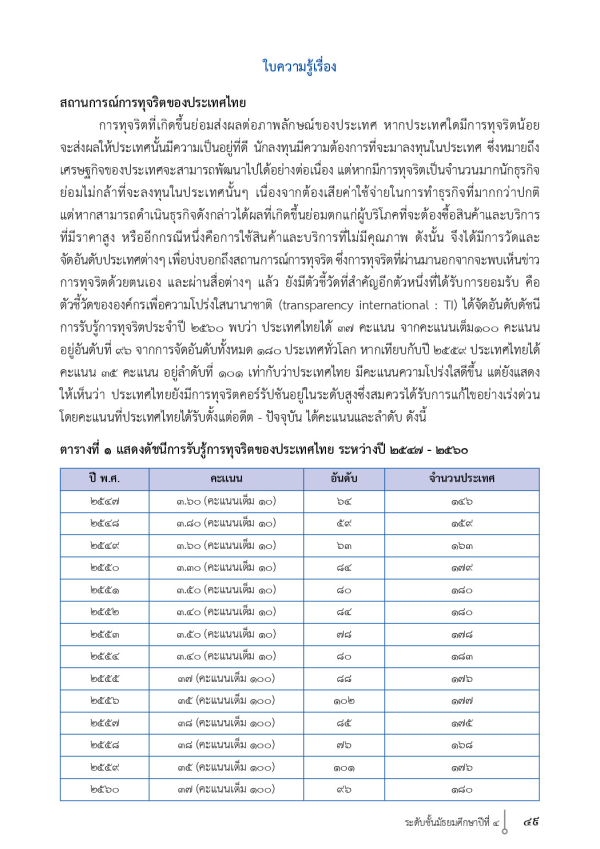 ใบความรู้เรื่อง
สถานการณ์การทุจริตของประเทศไทย
การทุจริตที่เกิดขึ้นย่อมส่งผลต่อภาพลักษณ์ของประเทศ หากประเทศใดมีการทุจริตน้อย
จะส่งผลให้ประเทศนั้นมีความเป็นอยู่ที่ดี นักลงทุนมีความต้องการที่จะมาลงทุนในประเทศ ซึ่งหมายถึง
เศรษฐกิจของประเทศจะสามารถพัฒนาไปได้อย่างต่อเนื่อง แต่หากมีการทุจริตเป็นจำนวนมากนักธุรกิจ
ย่อมไม่กล้าที่จะลงทุนในประเทศนั้นๆ เนื่องจากต้องเสียค่าใช้จ่ายในการทำธุรกิจที่มากกว่าปกติ
แต่หากสามารถดำเนินธุรกิจดังกล่าวได้ผลที่เกิดขึ้นย่อมตกแก่ผู้บริโภคที่จะต้องซื้อสินค้าและบริการ
ที่มีราคาสูง หรืออีกกรณีหนึ่งคือการใช้สินค้าและบริการที่ไม่มีคุณภาพ ดังนั้น จึงได้มีการวัดและ
จัดอันดับประเทศต่างๆ เพื่อบ่งบอกถึงสถานการณ์การทุจริต ซึ่งการทุจริตที่ผ่านมานอกจากจะพบเห็นข่าว
การทุจริตด้วยตนเอง และผ่านสื่อต่างๆ แล้ว ยังมีตัวชี้วัดที่สำคัญอีกตัวหนึ่งที่ได้รับการยอมรับ คือ
ตัวชี้วัดขององค์กรเพื่อความโปร่งใสนานาชาติ (transparency international : TI) ได้จัดอันดับดัชนี
การรับรู้การทุจริตประจำปี ๒๕๖๐ พบว่า ประเทศไทยได้ ๓๗ คะแนน จากคะแนนเต็ม๑๐๐ คะแนน
อยู่อันดับที่ ๙๖ จากการจัดอันดับทั้งหมด ๑๘๐ ประเทศทั่วโลก หากเทียบกับปี ๒๕๕๙ ประเทศไทยได้
คะแนน ๓๕ คะแนน อยู่ลำดับที่ ๑๐๑ เท่ากับว่าประเทศไทย มีคะแนนความโปร่งใสดีขึ้น แต่ยังแสดง
ให้เห็นว่า ประเทศไทยยังมีการทุจริตคอร์รัปชันอยู่ในระดับสูงซึ่งสมควรได้รับการแก้ไขอย่างเร่งด่วน
โดยคะแนนที่ประเทศไทยได้รับตั้งแต่อดีต - ปัจจุบัน ได้คะแนนและลำดับ ดังนี้
ตารางที่ ๑ แสดงดัชนีการรับรู้การทุจริตของประเทศไทย ระหว่างปี ๒๕๔๗ - ๒๕๖๐
ปี พ.ศ. คะแนน อันดับ จำนวนประเทศ
๒๕๔๗ ๓.๖๐ (คะแนนเต็ม ๑๐) ๖๔ ๑๔๖
๒๕๔๘ ๓.๘๐ (คะแนนเต็ม ๑๐) ๕๙ ๑๕๙
๒๕๔๙ ๓.๖๐ (คะแนนเต็ม ๑๐) ๖๓ ๑๖๓
๒๕๕๐ ๓.๓๐ (คะแนนเต็ม ๑๐) ๘๔ ๑๗๙
๒๕๕๑ ๓.๕๐ (คะแนนเต็ม ๑๐) ๘๐ ๑๘๐
๒๕๕๒ ๓.๔๐ (คะแนนเต็ม ๑๐) ๘๔ ๑๘๐
๒๕๕๓ ๓.๕๐ (คะแนนเต็ม ๑๐) ๗๘ ๑๗๘
๒๕๕๔ ๓.๔๐ (คะแนนเต็ม ๑๐) ๘๐ ๑๘๓
๒๕๕๕ ๓๗ (คะแนนเต็ม ๑๐๐) ๘๘ ๑๗๖
๒๕๕๖ ๓๕ (คะแนนเต็ม ๑๐๐) ๑๐๒ ๑๗๗
๒๕๕๗ ๓๘ (คะแนนเต็ม ๑๐๐) ๘๕ ๑๗๕
๒๕๕๘ ๓๘ (คะแนนเต็ม ๑๐๐) ๗๖ ๑๖๘
๒๕๕๙ ๓๕ (คะแนนเต็ม ๑๐๐) ๑๐๑ ๑๗๖
๒๕๖๐ ๓๗ (คะแนนเต็ม ๑๐๐) ๙๖ ๑๘๐
ระดับชั้นมัธยมศึกษาปีที่ ๔ ๔๙